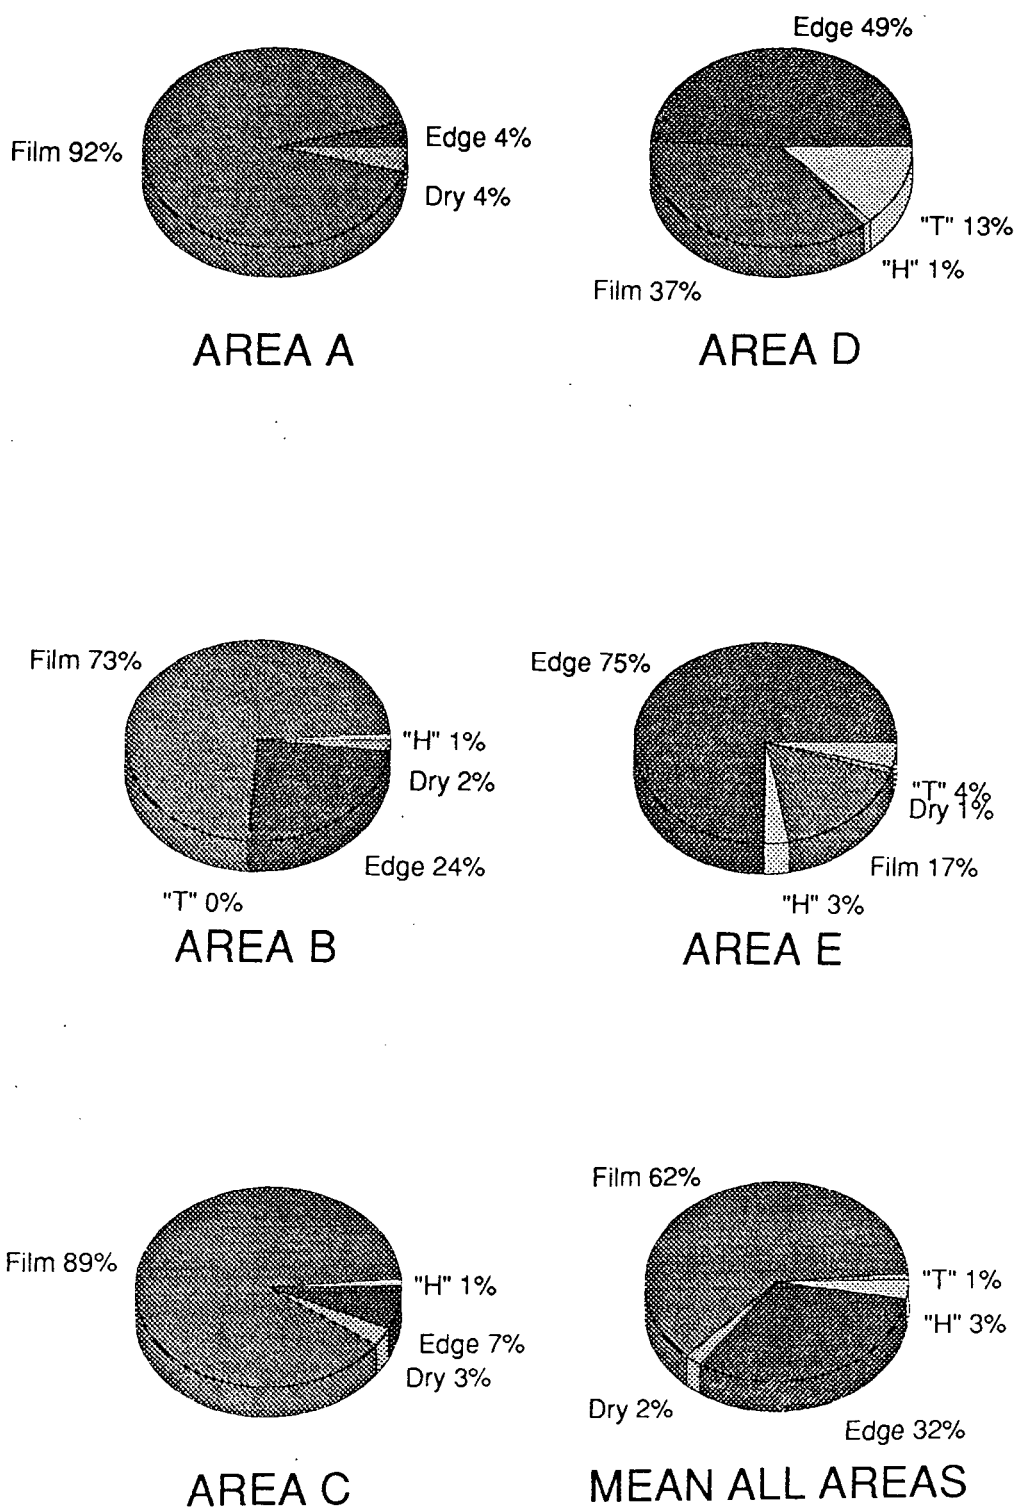 Film 92%
Edge 4%
Dry 4%
AREA A
Edge 49%
"T" 13%
"H" 1%
Film 37%
AREA D
Film 73%
"H" 1%
Dry 2%
Edge 24%
"T" 0%
AREA B
Edge 75%
"T" 4%
Dry 1%
Film 17%
"H" 3%
AREA E
Film 89%
"H" 1%
Edge 7%
Dry 3%
AREA C
Film 62%
"T" 1%
"H" 3%
Dry 2%
Edge 32%
MEAN ALL AREAS